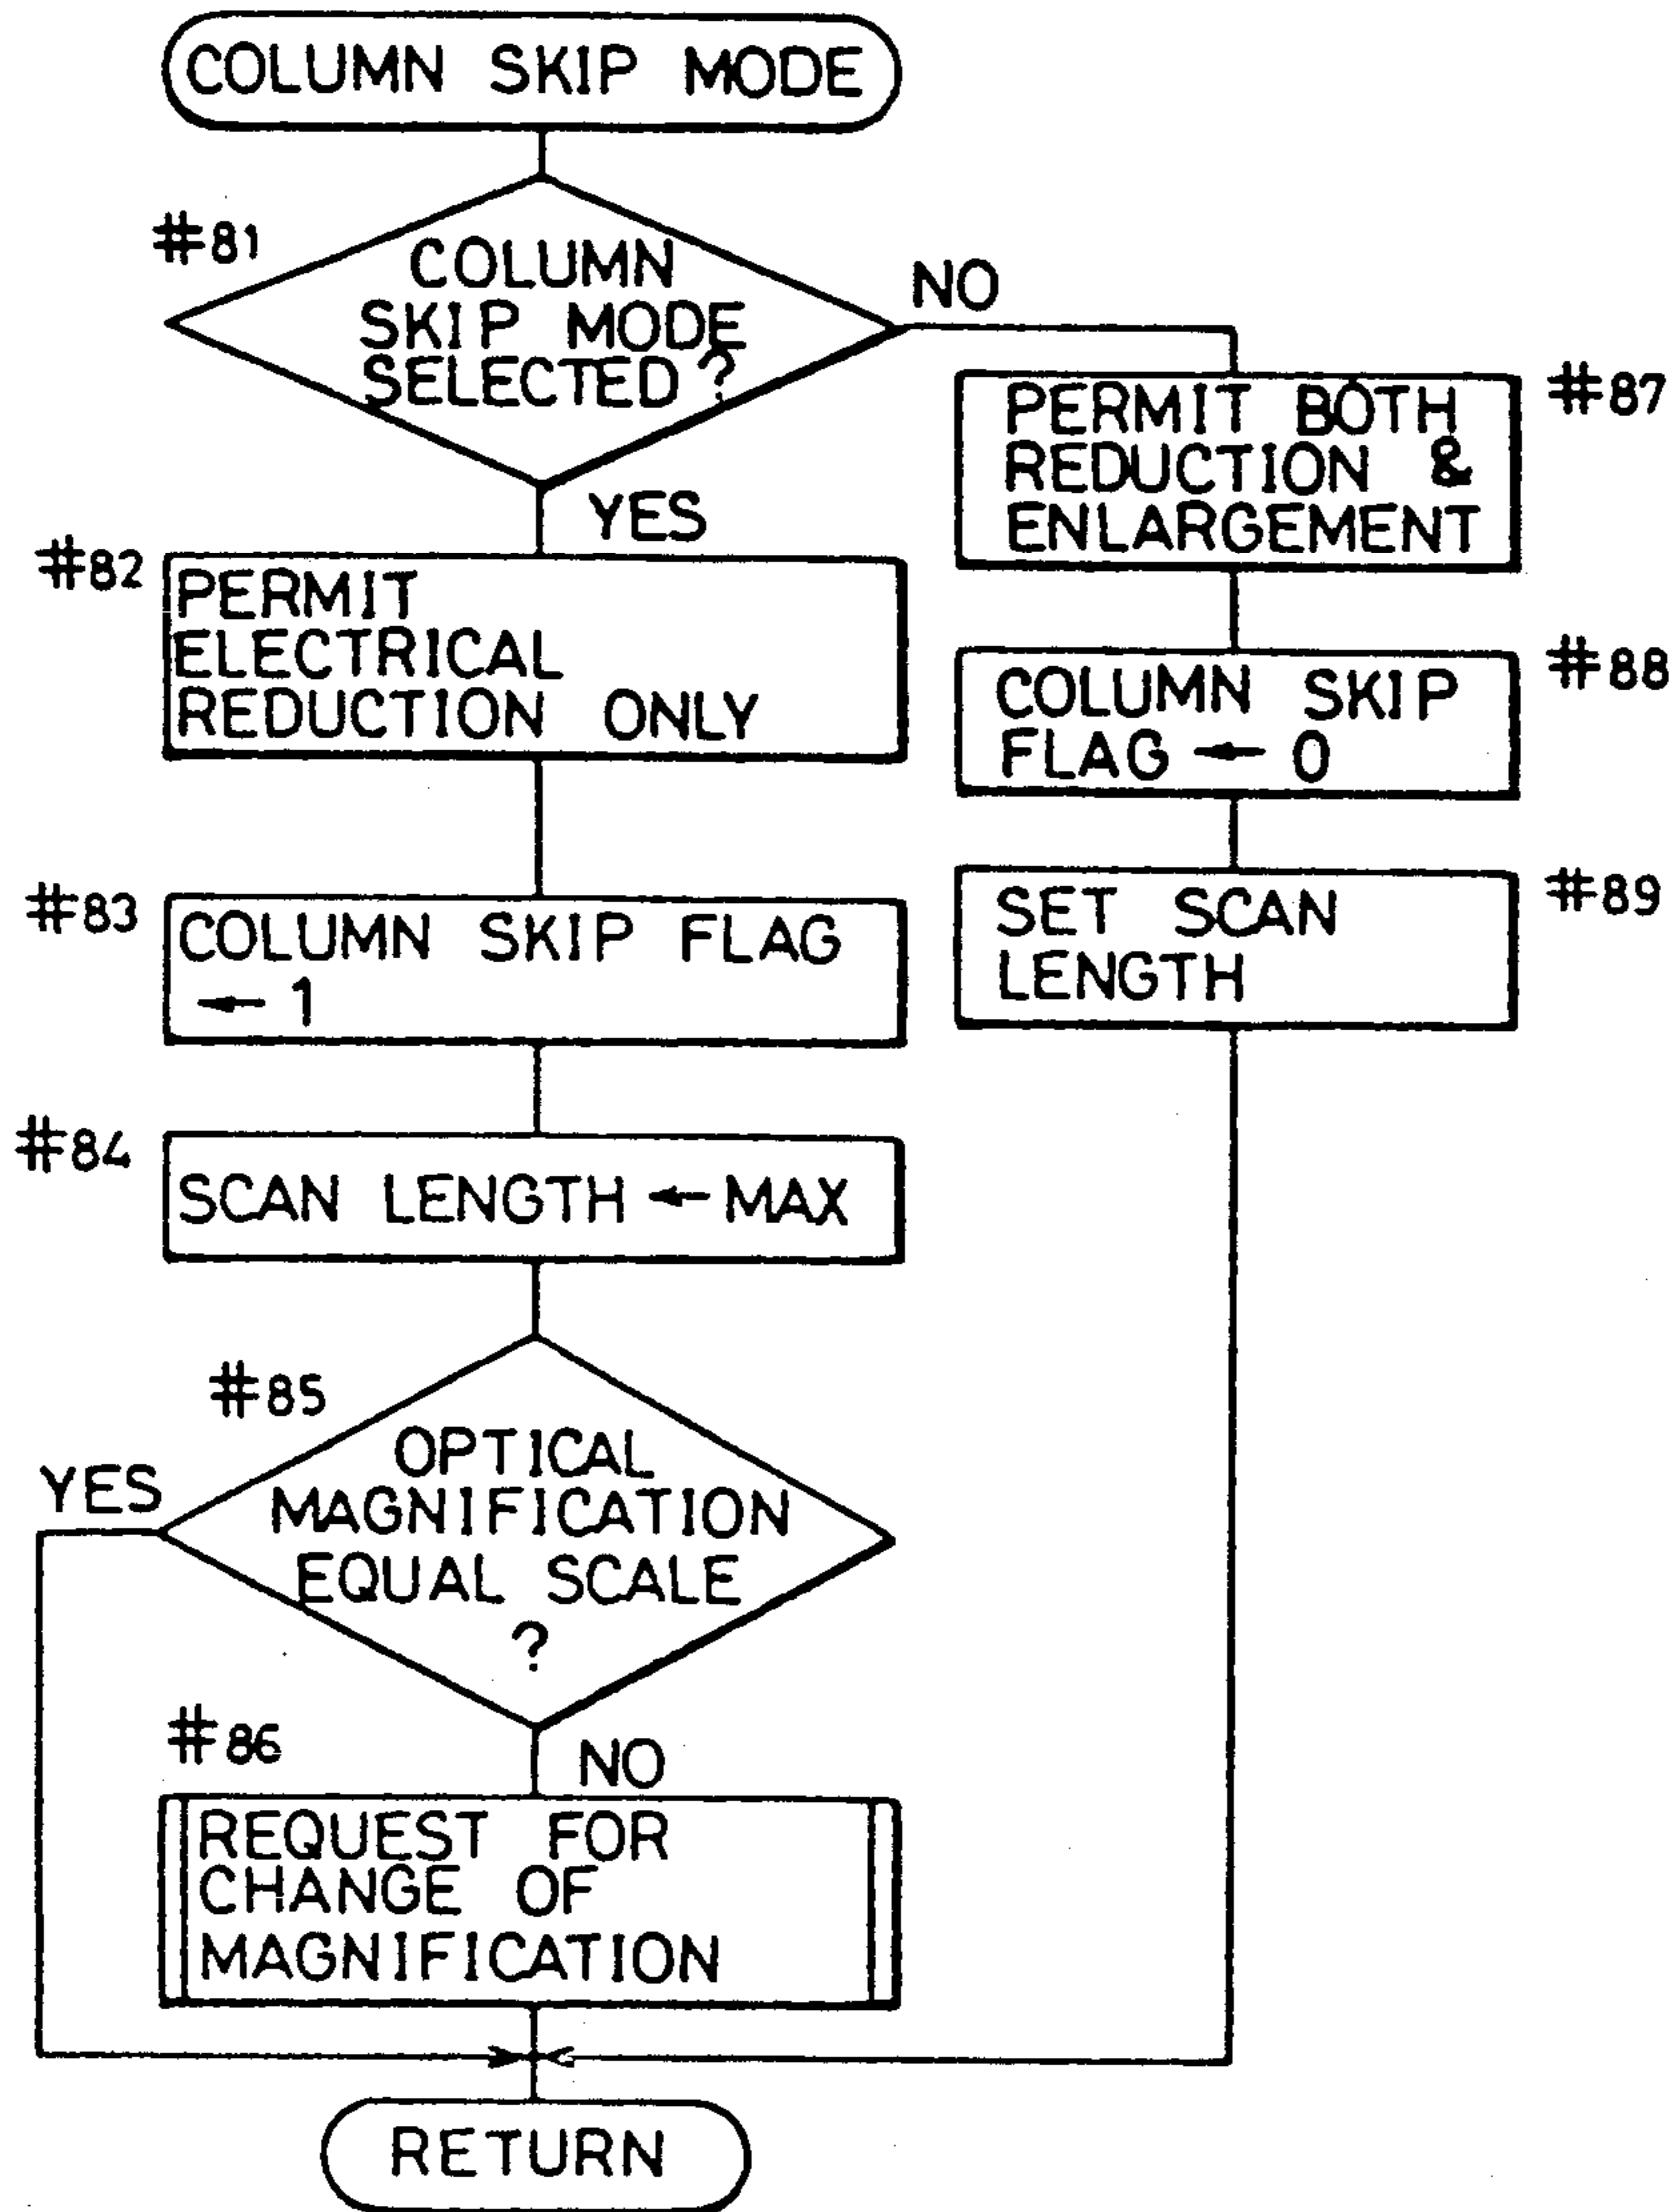 COLUMN SKIP MODE
#81
COLUMN
SKIP MODE
SELECTED?
NO
YES
#82
PERMIT
ELECTRICAL
REDUCTION ONLY
#83
COLUMN SKIP FLAG
← 1
#84
SCAN LENGTH ← MAX
#85
OPTICAL
MAGNIFICATION
EQUAL SCALE
?
YES
NO
#86
REQUEST FOR
CHANGE OF
MAGNIFICATION
#87
PERMIT BOTH
REDUCTION &
ENLARGEMENT
#88
COLUMN SKIP
FLAG ← 0
#89
SET SCAN
LENGTH
RETURN